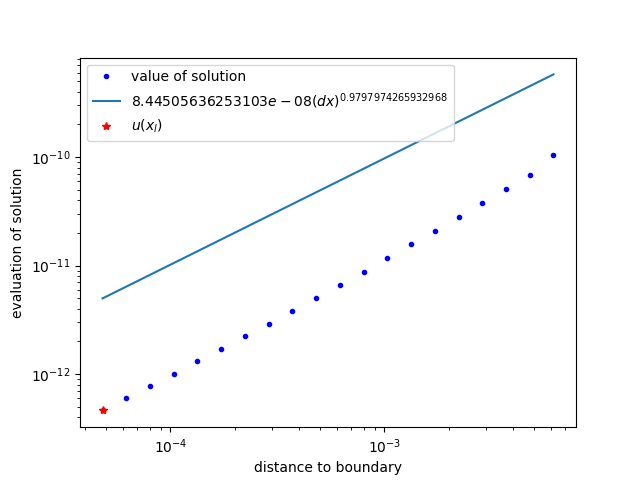 value of solution
8.44505636253103e − 08(dx)^0.9797974265932968
u(x_l)
10^−10
10^−11
10^−12
evaluation of solution
10^−4
10^−3
distance to boundary